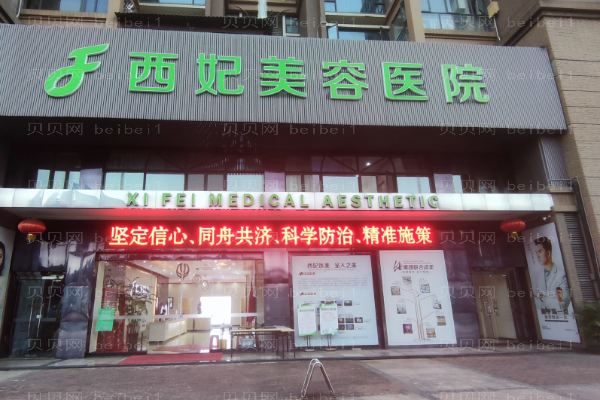 西妃美容医院
XI FEI MEDICAL AESTHETIC
坚定信心、同舟共济、科学防治、精准施策
贝贝网 beibei1